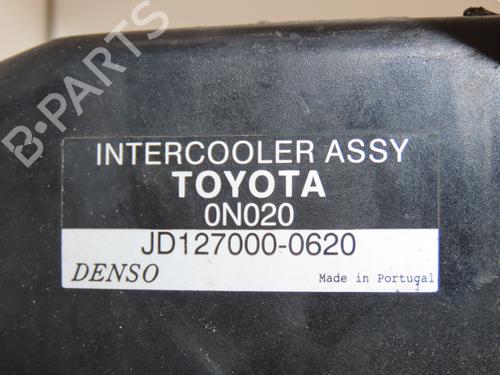 B-PARTS
INTERCOOLER ASSY
TOYOTA
0N020
JD127000-0620
DENSO Made in Portugal